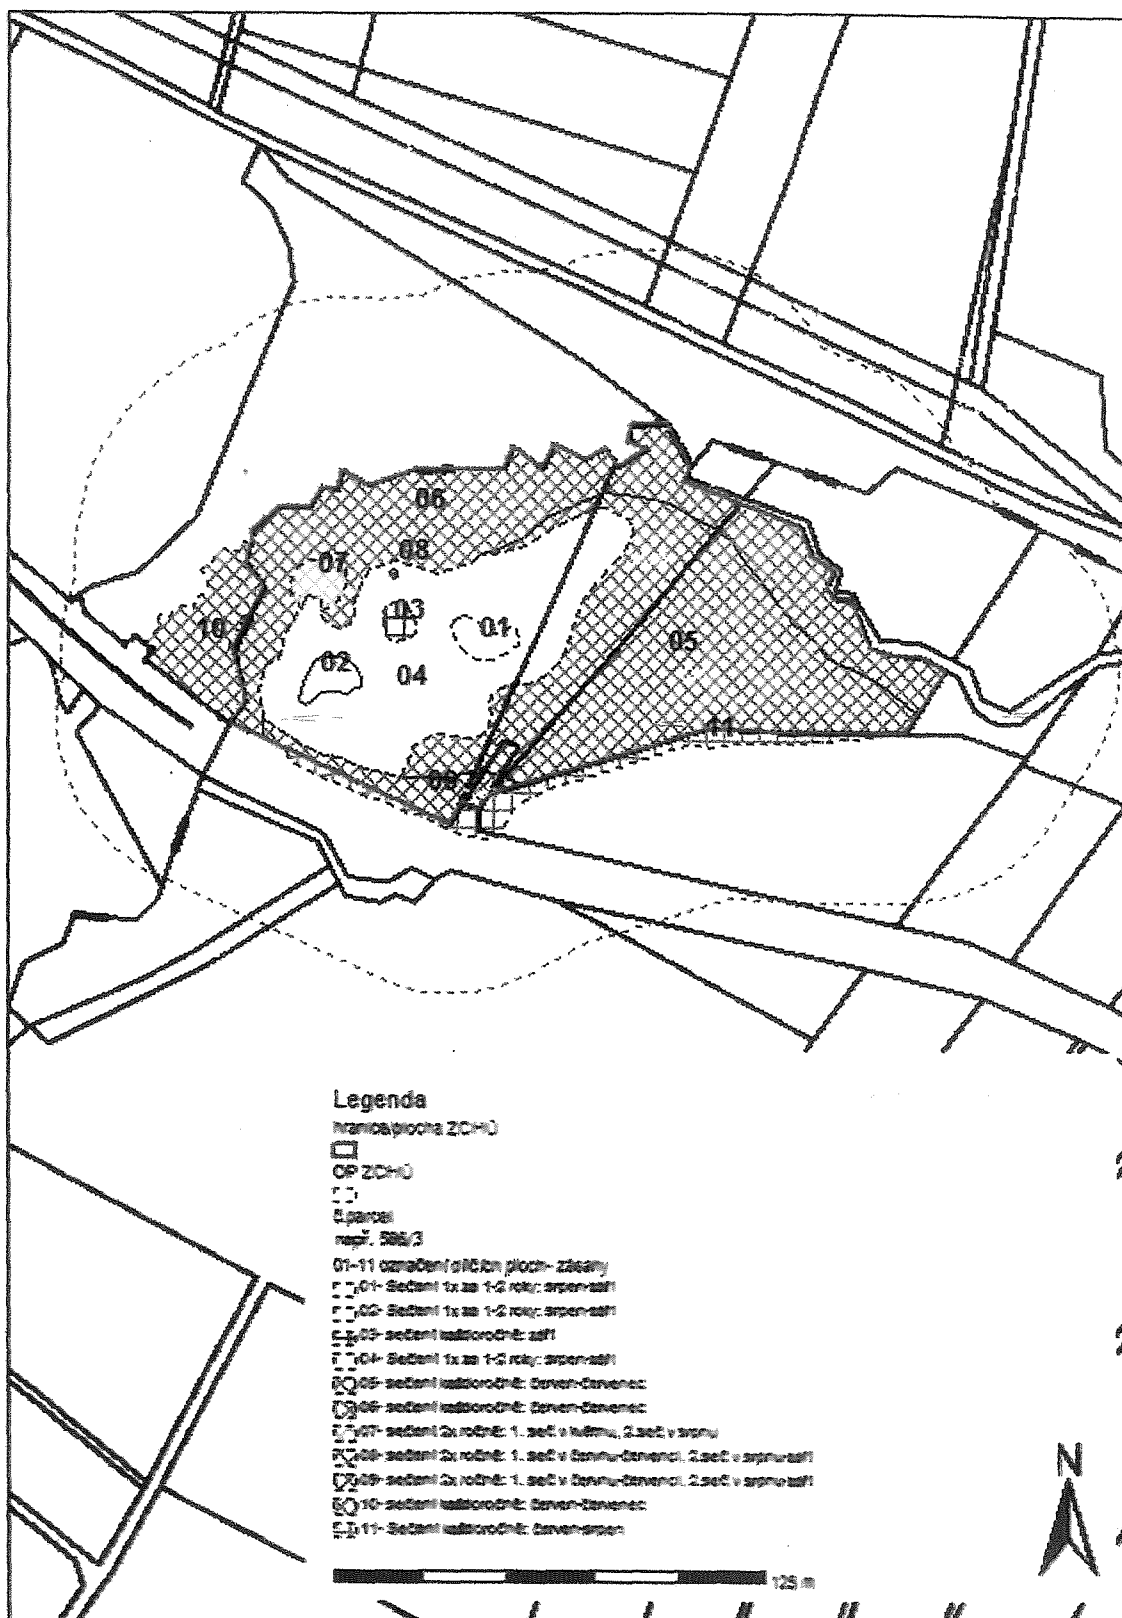 06
08
07
03
01
10
05
02
04
11
09
Legenda
hranice/plocha ZCHÚ
OP ZCHÚ
č.parcel
např. 586/3
01-11 označení dílčích ploch- zásahy
01- Sečení 1x za 1-2 roky: srpen-září
02- Sečení 1x za 1-2 roky: srpen-září
03- sečení každoročně: září
04- Sečení 1x za 1-2 roky: srpen-září
05- sečení každoročně: červen-červenec
06- sečení každoročně: červen-červenec
07- sečení 2x ročně: 1. seč v květnu, 2.seč v srpnu
08- sečení 2x ročně: 1. seč v červnu-červenci, 2.seč v srpnu-září
09- sečení 2x ročně: 1. seč v červnu-červenci, 2.seč v srpnu-září
10- sečení každoročně: červen-červenec
11- Sečení každoročně: červen-srpen
N
125 m